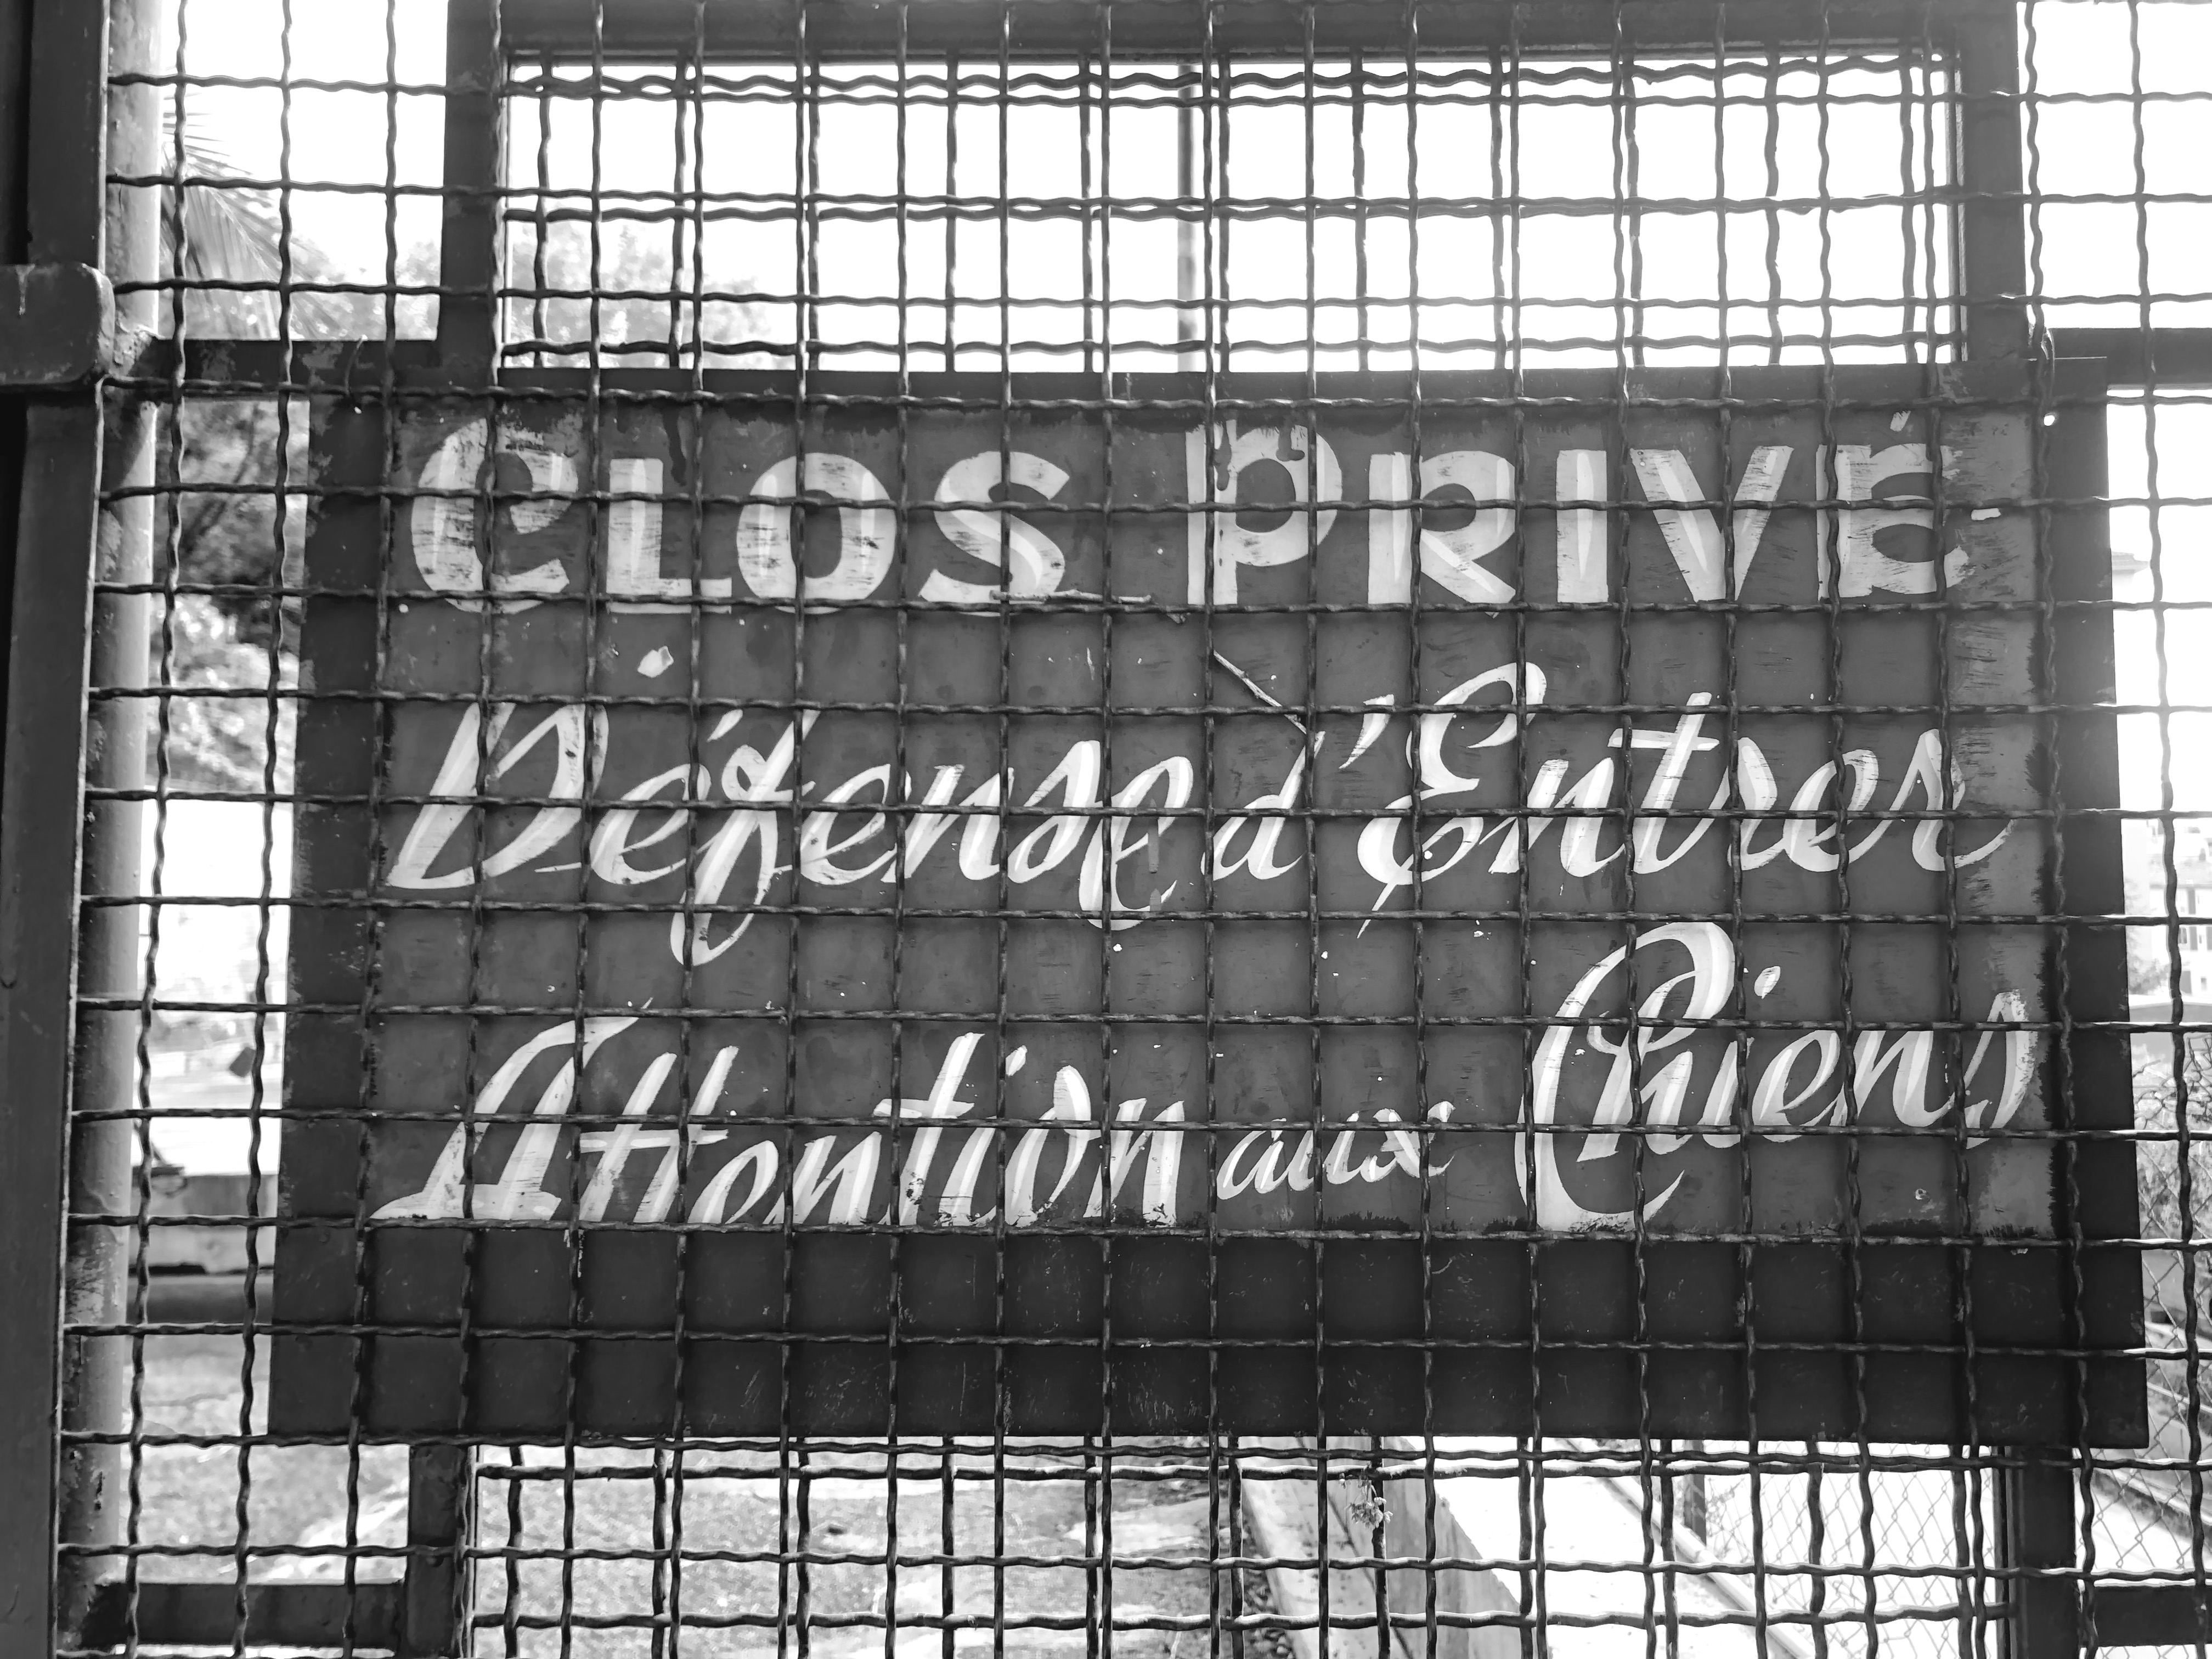 CLOS PRIVÉ
Défense d'Entrer
Attention aux Chiens